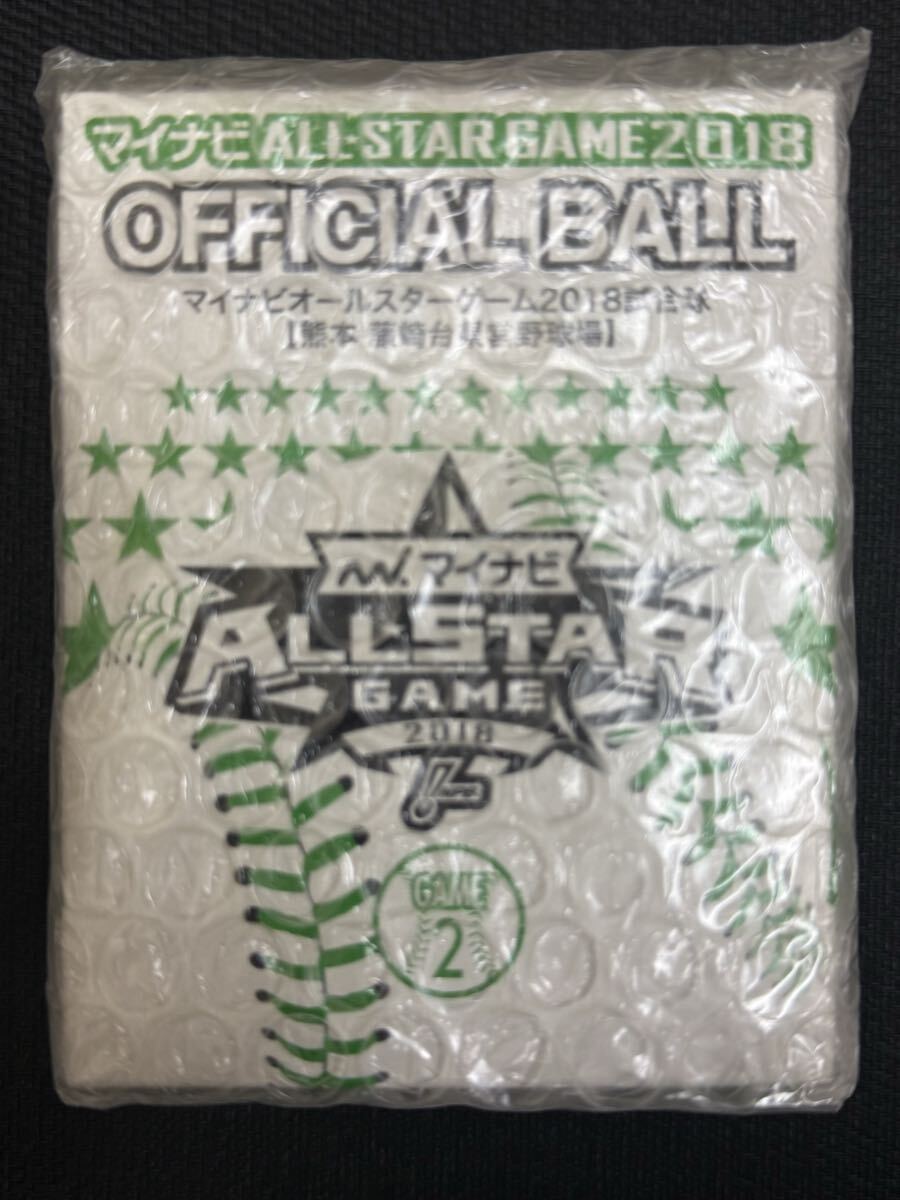 マイナビ ALL-STAR GAME 2018
OFFICIAL BALL
マイナビオールスターゲーム2018試合球
【熊本 藤崎台県営野球場】
マイナビ
ALL STAR
GAME
2018
GAME
2